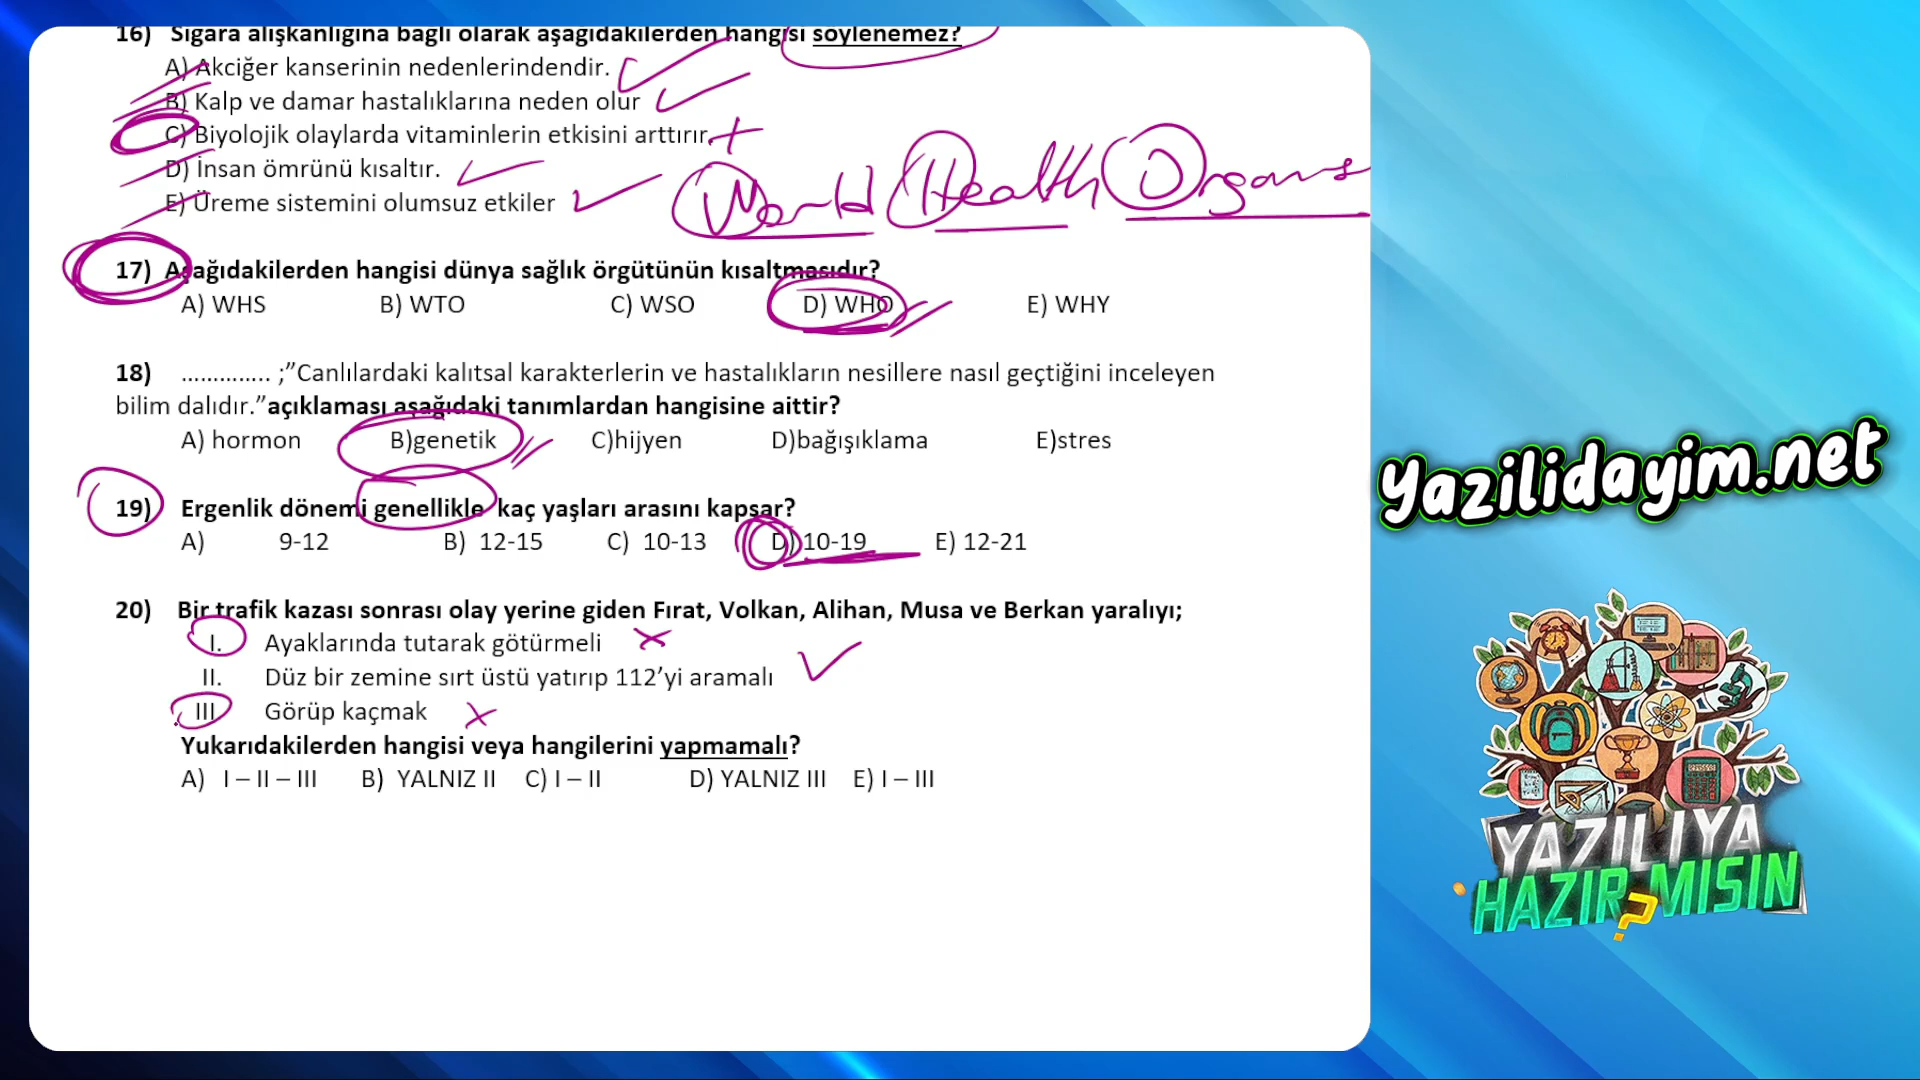 16) Sigara alışkanlığına bağlı olarak aşağıdakilerden hangisi söylenemez?
A) Akciğer kanserinin nedenlerindendir.
B) Kalp ve damar hastalıklarına neden olur
C) Biyolojik olaylarda vitaminlerin etkisini arttırır.
D) İnsan ömrünü kısaltır.
E) Üreme sistemini olumsuz etkiler
World Health Organıs
17) Aşağıdakilerden hangisi dünya sağlık örgütünün kısaltmasıdır?
A) WHS B) WTO C) WSO D) WHO E) WHY
18) ………….. ;”Canlılardaki kalıtsal karakterlerin ve hastalıkların nesillere nasıl geçtiğini inceleyen
bilim dalıdır.”açıklaması aşağıdaki tanımlardan hangisine aittir?
A) hormon B)genetik C)hijyen D)bağışıklama E)stres
19) Ergenlik dönemi genellikle kaç yaşları arasını kapsar?
A) 9-12 B) 12-15 C) 10-13 D) 10-19 E) 12-21
20) Bir trafik kazası sonrası olay yerine giden Fırat, Volkan, Alihan, Musa ve Berkan yaralıyı;
I. Ayaklarında tutarak götürmeli
II. Düz bir zemine sırt üstü yatırıp 112’yi aramalı
III Görüp kaçmak
Yukarıdakilerden hangisi veya hangilerini yapmamalı?
A) I – II – III B) YALNIZ II C) I – II D) YALNIZ III E) I – III
Yazilidayim.net
YAZILIYA
HAZIR MISIN
?